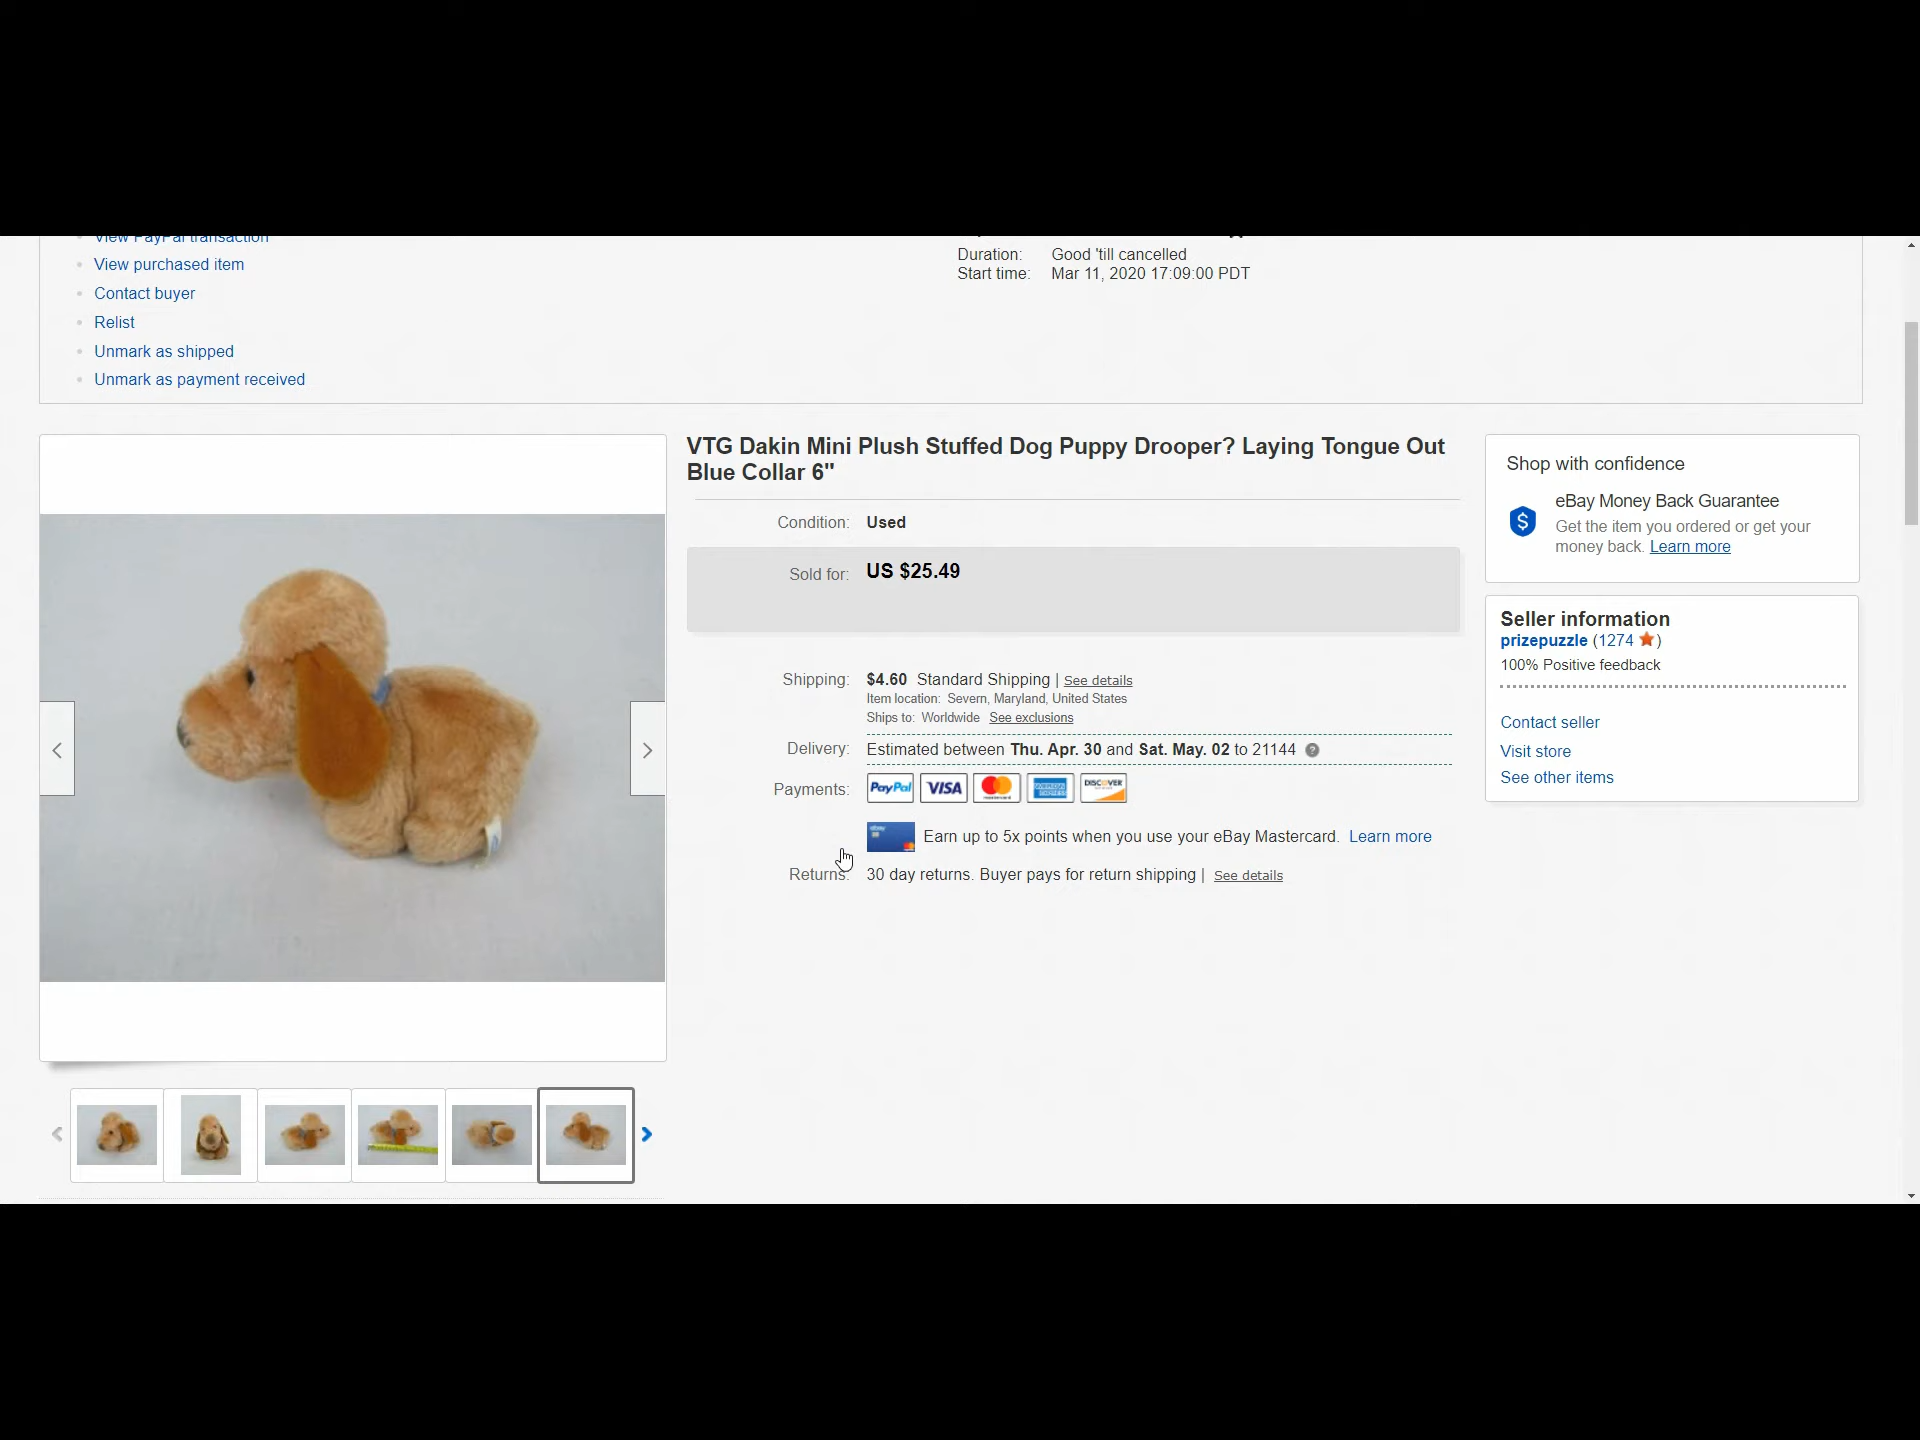 View PayPal transaction
View purchased item
Contact buyer
Relist
Unmark as shipped
Unmark as payment received
Duration: Good 'till cancelled
Start time: Mar 11, 2020 17:09:00 PDT
VTG Dakin Mini Plush Stuffed Dog Puppy Drooper? Laying Tongue Out
Blue Collar 6"
Condition: Used
Sold for: US $25.49
Shipping: $4.60 Standard Shipping | See details
Item location: Severn, Maryland, United States
Ships to: Worldwide See exclusions
Delivery: Estimated between Thu. Apr. 30 and Sat. May. 02 to 21144
Payments: PayPal VISA mastercard AMERICAN EXPRESS DISCOVER
ebay Earn up to 5x points when you use your eBay Mastercard. Learn more
Returns: 30 day returns. Buyer pays for return shipping | See details
Shop with confidence
eBay Money Back Guarantee
Get the item you ordered or get your
money back. Learn more
Seller information
prizepuzzle (1274)
100% Positive feedback
Contact seller
Visit store
See other items